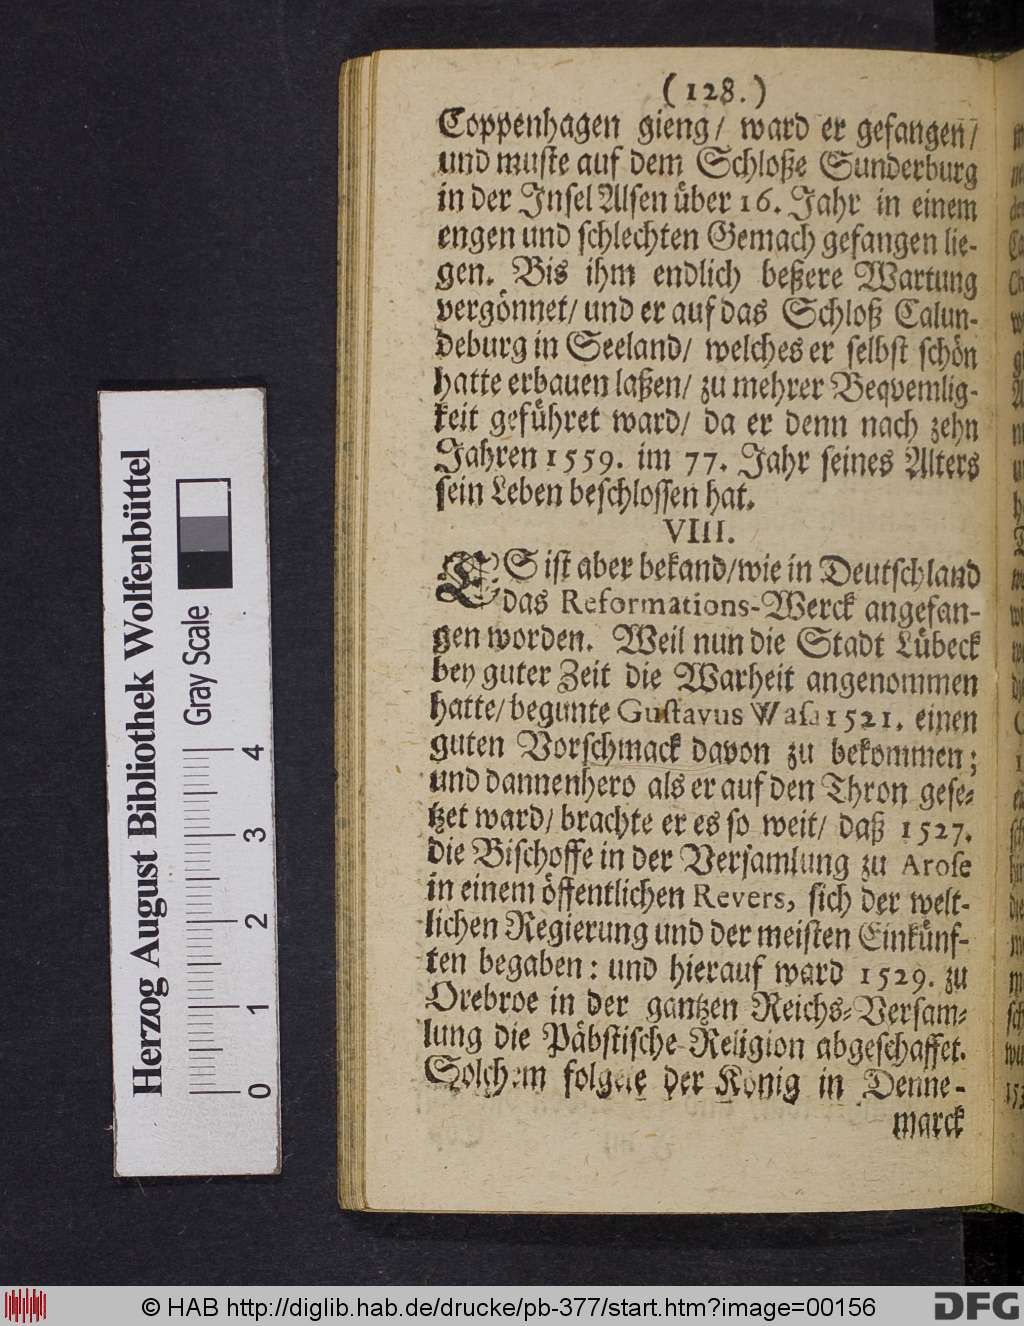 (128.)
Coppenhagen gieng/ ward er gefangen/
und muste auf dem Schloße Sunderburg
in der Insel Alsen über 16. Jahr in einem
engen und schlechten Gemach gefangen lie-
gen. Bis ihm endlich beßere Wartung
vergönnet/ und er auf das Schloß Calun-
deburg in Seeland/ welches er selbst schön
hatte erbauen laßen/ zu mehrer Beqvemlig-
keit geführet ward/ da er denn nach zehn
Jahren 1559. im 77. Jahr seines Alters
sein Leben beschlossen hat.
VIII.
ES ist aber bekand/wie in Deutschland
das Reformations-Werck angefan-
gen worden. Weil nun die Stadt Lübeck
bey guter Zeit die Warheit angenommen
hatte/ begunte Gustavus Wasa 1521. einen
guten Vorschmack davon zu bekommen;
und dannenhero als er auf den Thron gese-
tzet ward/ brachte er es so weit/ daß 1527.
die Bischoffe in der Versamlung zu Arose
in einem öffentlichen Revers, sich der welt-
lichen Regierung und der meisten Einkünf-
ten begaben: und hierauf ward 1529. zu
Orebroe in der gantzen Reichs-Versam-
lung die Päbstische Religion abgeschaffet.
Solchem folgete der König in Denne-
marck
Herzog August Bibliothek Wolfenbüttel
Gray Scale
0 1 2 3 4
© HAB http://diglib.hab.de/drucke/pb-377/start.htm?image=00156
DFG